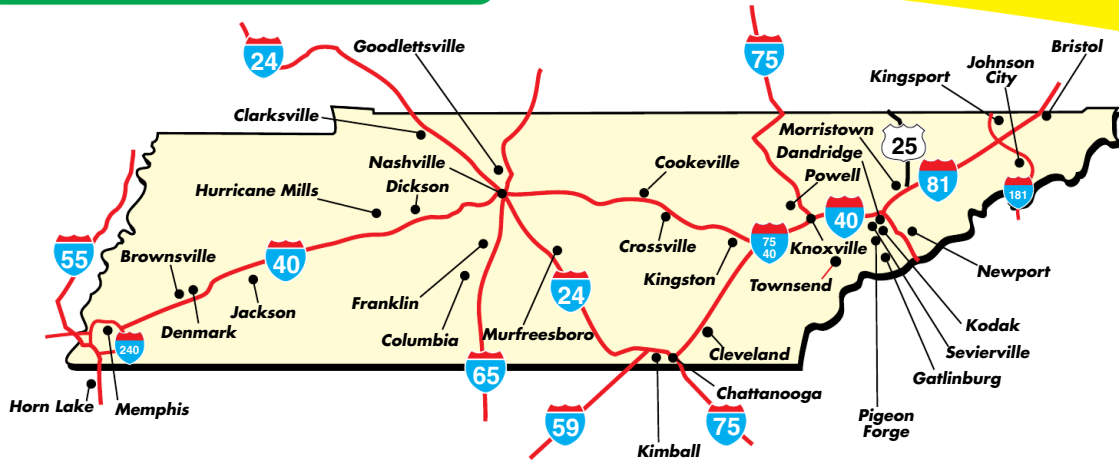 24
Goodlettsville
75
Bristol
Johnson
City
Kingsport
Clarksville
Morristown
25
Nashville
Dandridge
Cookeville
Dickson
Powell
Hurricane Mills
81
181
40
55
Brownsville
40
Crossville
75
40
Knoxville
Kingston
Newport
Townsend
24
Franklin
Jackson
Denmark
Columbia
Murfreesboro
Kodak
240
Cleveland
Sevierville
65
Gatlinburg
Chattanooga
Horn Lake
Memphis
59
75
Pigeon
Forge
Kimball